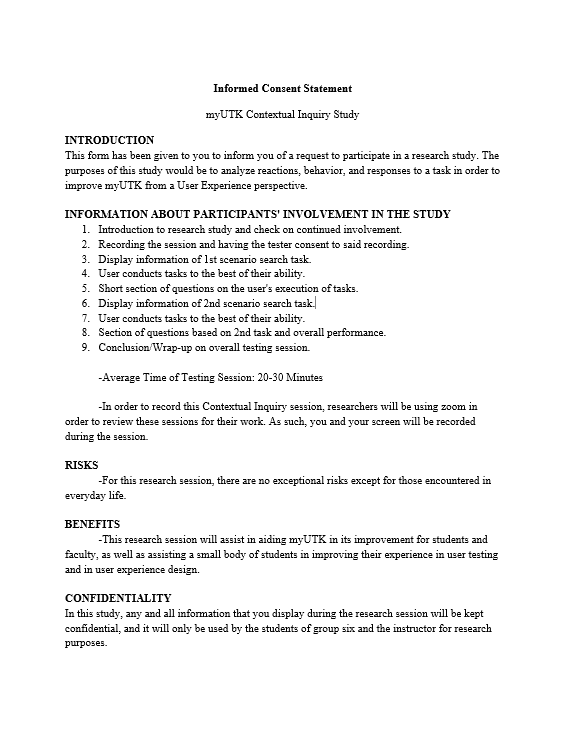 Informed Consent Statement
myUTK Contextual Inquiry Study
INTRODUCTION
This form has been given to you to inform you of a request to participate in a research study. The
purposes of this study would be to analyze reactions, behavior, and responses to a task in order to
improve myUTK from a User Experience perspective.
INFORMATION ABOUT PARTICIPANTS' INVOLVEMENT IN THE STUDY
1. Introduction to research study and check on continued involvement.
2. Recording the session and having the tester consent to said recording.
3. Display information of 1st scenario search task.
4. User conducts tasks to the best of their ability.
5. Short section of questions on the user's execution of tasks.
6. Display information of 2nd scenario search task.
7. User conducts tasks to the best of their ability.
8. Section of questions based on 2nd task and overall performance.
9. Conclusion/Wrap-up on overall testing session.
-Average Time of Testing Session: 20-30 Minutes
-In order to record this Contextual Inquiry session, researchers will be using zoom in
order to review these sessions for their work. As such, you and your screen will be recorded
during the session.
RISKS
-For this research session, there are no exceptional risks except for those encountered in
everyday life.
BENEFITS
-This research session will assist in aiding myUTK in its improvement for students and
faculty, as well as assisting a small body of students in improving their experience in user testing
and in user experience design.
CONFIDENTIALITY
In this study, any and all information that you display during the research session will be kept
confidential, and it will only be used by the students of group six and the instructor for research
purposes.